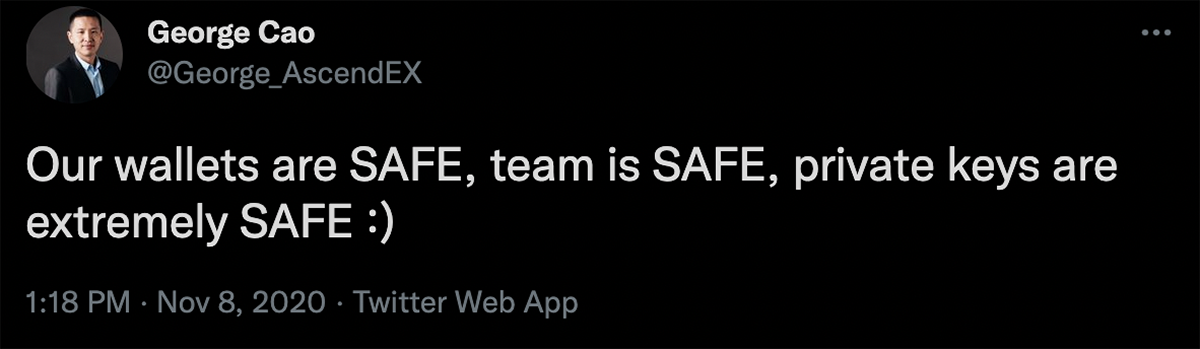 George Cao
@George_AscendEX
Our wallets are SAFE, team is SAFE, private keys are
extremely SAFE :)
1:18 PM · Nov 8, 2020 · Twitter Web App